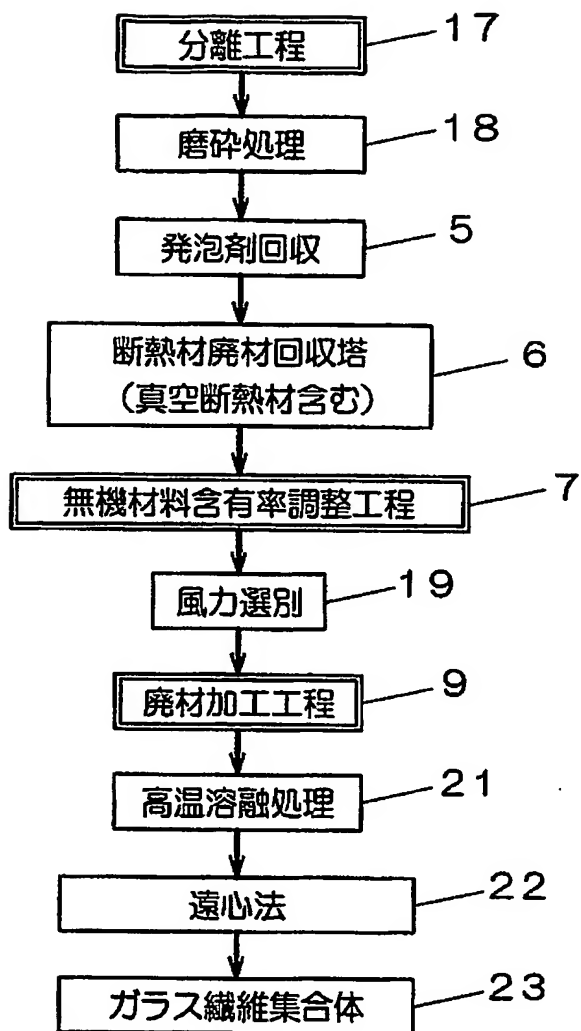 分離工程
17
磨砕処理
18
発泡剤回収
5
断熱材廃材回収塔
(真空断熱材含む)
6
無機材料含有率調整工程
7
風力選別
19
廃材加工工程
9
高温溶融処理
21
遠心法
22
ガラス繊維集合体
23